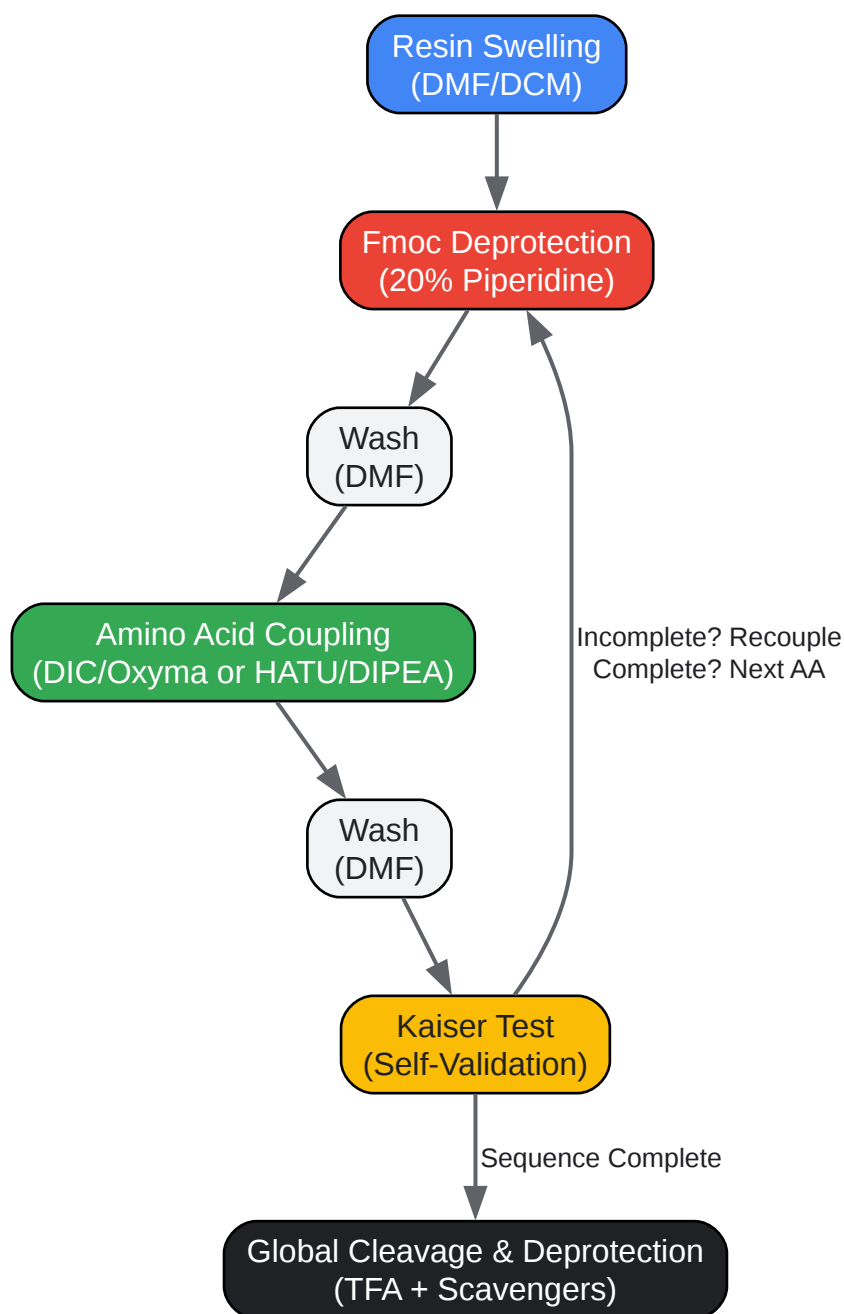 Resin Swelling
(DMF/DCM)
Fmoc Deprotection
(20% Piperidine)
Wash
(DMF)
Amino Acid Coupling
(DIC/Oxyma or HATU/DIPEA)
Incomplete? Recouple
Complete? Next AA
Wash
(DMF)
Kaiser Test
(Self-Validation)
Sequence Complete
Global Cleavage & Deprotection
(TFA + Scavengers)